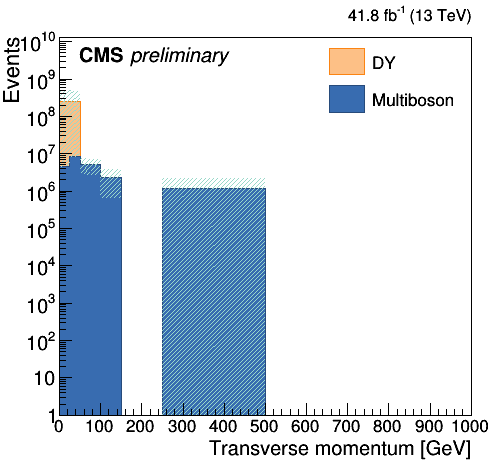 41.8 fb⁻¹ (13 TeV)
Events
CMS preliminary
DY
Multiboson
10¹⁰
10⁹
10⁸
10⁷
10⁶
10⁵
10⁴
10³
10²
10
1
0 100 200 300 400 500 600 700 800 900 1000
Transverse momentum [GeV]